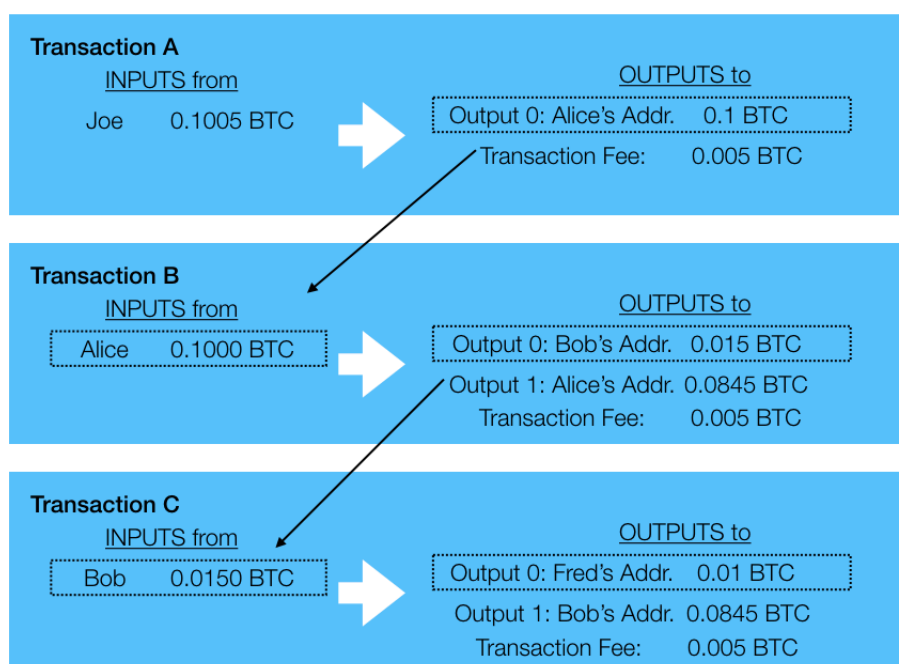 Transaction A
INPUTS from
OUTPUTS to
Joe 0.1005 BTC
Output 0: Alice's Addr. 0.1 BTC
Transaction Fee: 0.005 BTC
Transaction B
INPUTS from
OUTPUTS to
Alice 0.1000 BTC
Output 0: Bob's Addr. 0.015 BTC
Output 1: Alice's Addr. 0.0845 BTC
Transaction Fee: 0.005 BTC
Transaction C
INPUTS from
OUTPUTS to
Bob 0.0150 BTC
Output 0: Fred's Addr. 0.01 BTC
Output 1: Bob's Addr. 0.0845 BTC
Transaction Fee: 0.005 BTC